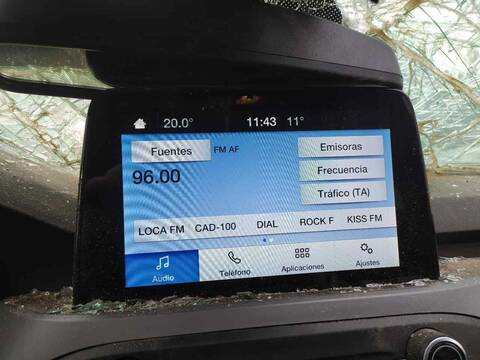 20.0° 11:43 11°
Fuentes FM AF Emisoras
96.00 Frecuencia
Tráfico (TA)
LOCA FM CAD-100 DIAL ROCK F KISS FM
Audio Teléfono Aplicaciones Ajustes